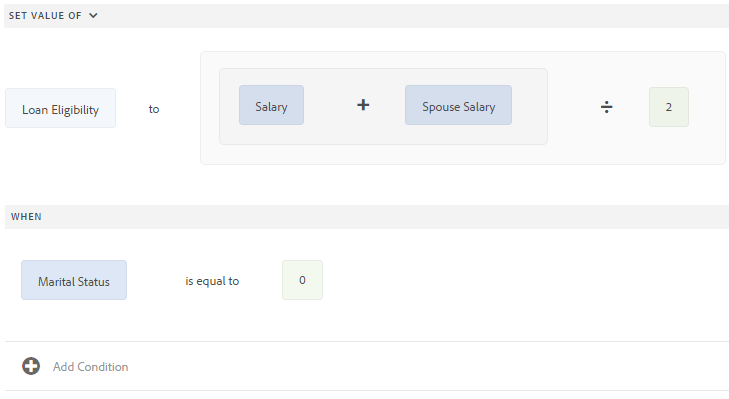 SET VALUE OF
Loan Eligibility to Salary + Spouse Salary ÷ 2
WHEN
Marital Status is equal to 0
Add Condition